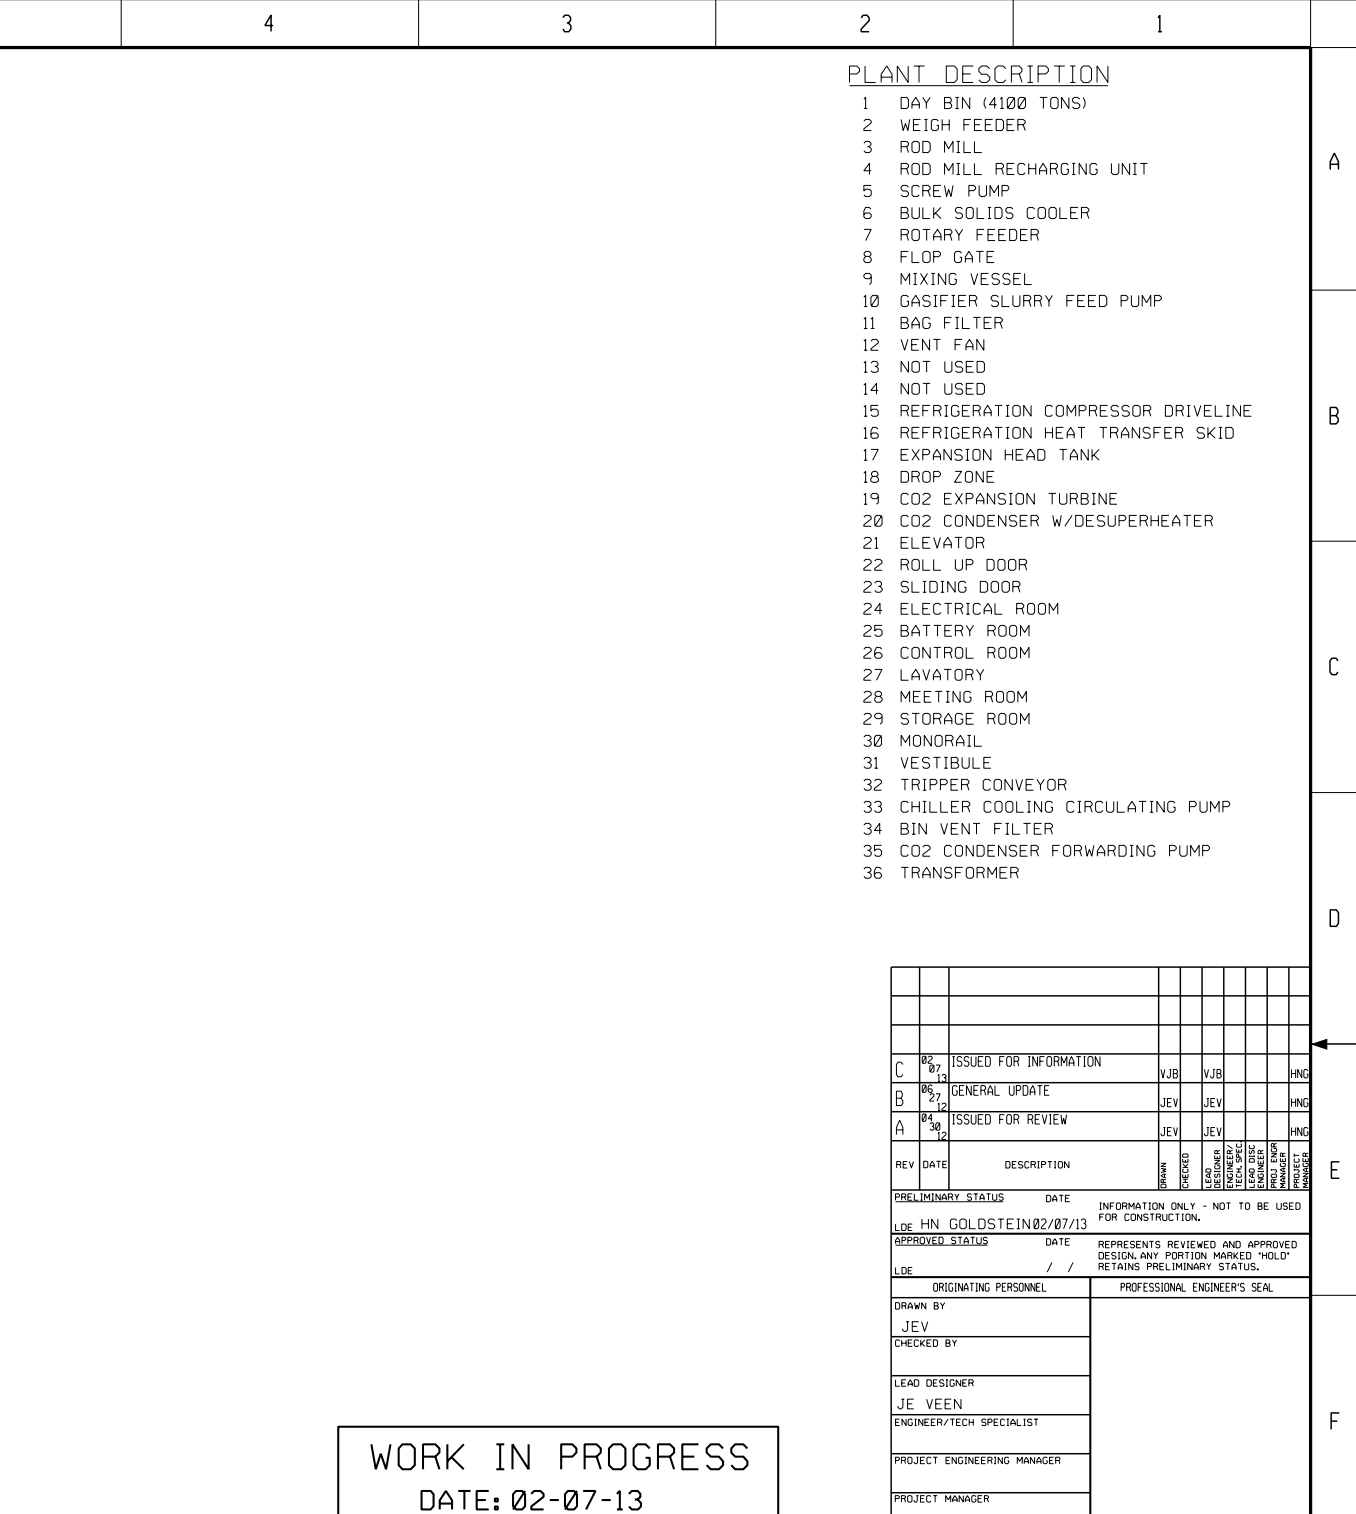 4 3 2 1
PLANT DESCRIPTION
1 DAY BIN (4100 TONS)
2 WEIGH FEEDER
3 ROD MILL
4 ROD MILL RECHARGING UNIT
5 SCREW PUMP
6 BULK SOLIDS COOLER
7 ROTARY FEEDER
8 FLOP GATE
9 MIXING VESSEL
10 GASIFIER SLURRY FEED PUMP
11 BAG FILTER
12 VENT FAN
13 NOT USED
14 NOT USED
15 REFRIGERATION COMPRESSOR DRIVELINE
16 REFRIGERATION HEAT TRANSFER SKID
17 EXPANSION HEAD TANK
18 DROP ZONE
19 CO2 EXPANSION TURBINE
20 CO2 CONDENSER W/DESUPERHEATER
21 ELEVATOR
22 ROLL UP DOOR
23 SLIDING DOOR
24 ELECTRICAL ROOM
25 BATTERY ROOM
26 CONTROL ROOM
27 LAVATORY
28 MEETING ROOM
29 STORAGE ROOM
30 MONORAIL
31 VESTIBULE
32 TRIPPER CONVEYOR
33 CHILLER COOLING CIRCULATING PUMP
34 BIN VENT FILTER
35 CO2 CONDENSER FORWARDING PUMP
36 TRANSFORMER
A
B
C
D
E
F
C 02 07 13 ISSUED FOR INFORMATION VJB VJB HNG
B 06 27 12 GENERAL UPDATE JEV JEV HNG
A 04 30 12 ISSUED FOR REVIEW JEV JEV HNG
REV DATE DESCRIPTION
DRAWN
CHECKED
LEAD DESIGNER
ENGINEER/ TECH. SPEC.
LEAD DISC ENGINEER
PROJ ENGR MANAGER
PROJECT MANAGER
PRELIMINARY STATUS DATE
LDE HN GOLDSTEIN 02/07/13
INFORMATION ONLY - NOT TO BE USED
FOR CONSTRUCTION.
APPROVED STATUS DATE
LDE / /
REPRESENTS REVIEWED AND APPROVED
DESIGN. ANY PORTION MARKED "HOLD"
RETAINS PRELIMINARY STATUS.
ORIGINATING PERSONNEL PROFESSIONAL ENGINEER'S SEAL
DRAWN BY
JEV
CHECKED BY
LEAD DESIGNER
JE VEEN
ENGINEER/TECH SPECIALIST
PROJECT ENGINEERING MANAGER
PROJECT MANAGER
WORK IN PROGRESS
DATE: 02-07-13